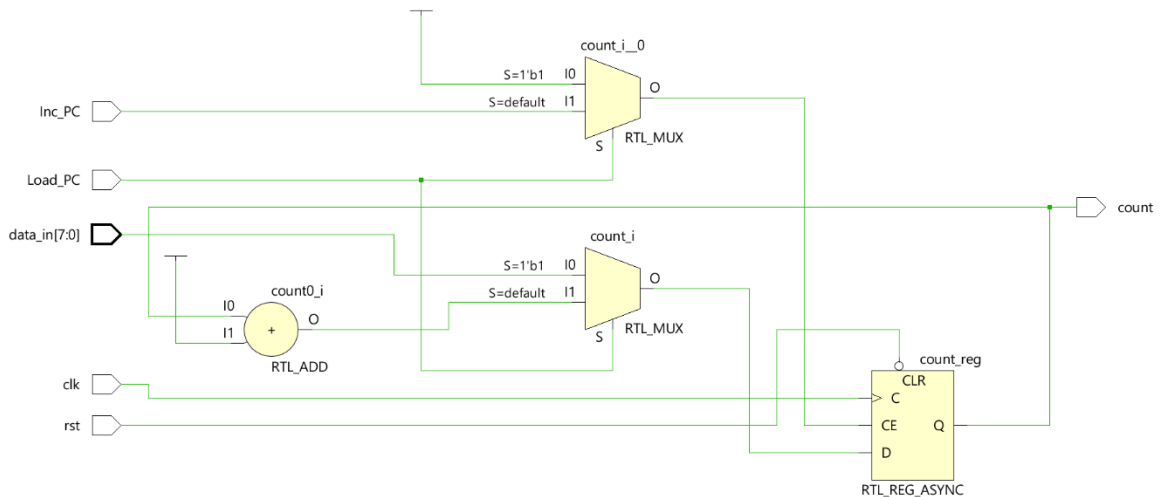 count_i__0
S=1'b1 I0
O
S=default I1
Inc_PC
S RTL_MUX
Load_PC
count
data_in[7:0]
count_i
S=1'b1 I0
O
S=default I1
count0_i
I0
O
+
I1
S RTL_MUX
RTL_ADD
count_reg
clk
CLR
C
rst
CE Q
D
RTL_REG_ASYNC